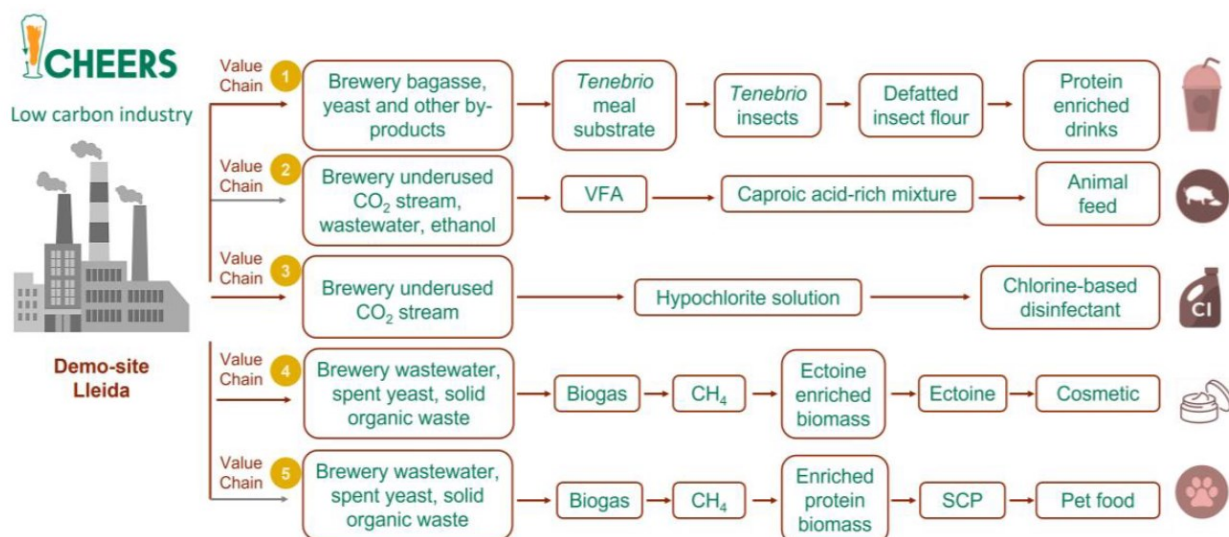 CHEERS
Low carbon industry
Demo-site
Lleida
Value
Chain
1
Brewery bagasse,
yeast and other by-
products
Tenebrio
meal
substrate
Tenebrio
insects
Defatted
insect flour
Protein
enriched
drinks
Value
Chain
2
Brewery underused
CO₂ stream,
wastewater, ethanol
VFA
Caproic acid-rich mixture
Animal
feed
Value
Chain
3
Brewery underused
CO₂ stream
Hypochlorite solution
Chlorine-based
disinfectant
Cl
Value
Chain
4
Brewery wastewater,
spent yeast, solid
organic waste
Biogas
CH₄
Ectoine
enriched
biomass
Ectoine
Cosmetic
Value
Chain
5
Brewery wastewater,
spent yeast, solid
organic waste
Biogas
CH₄
Enriched
protein
biomass
SCP
Pet food